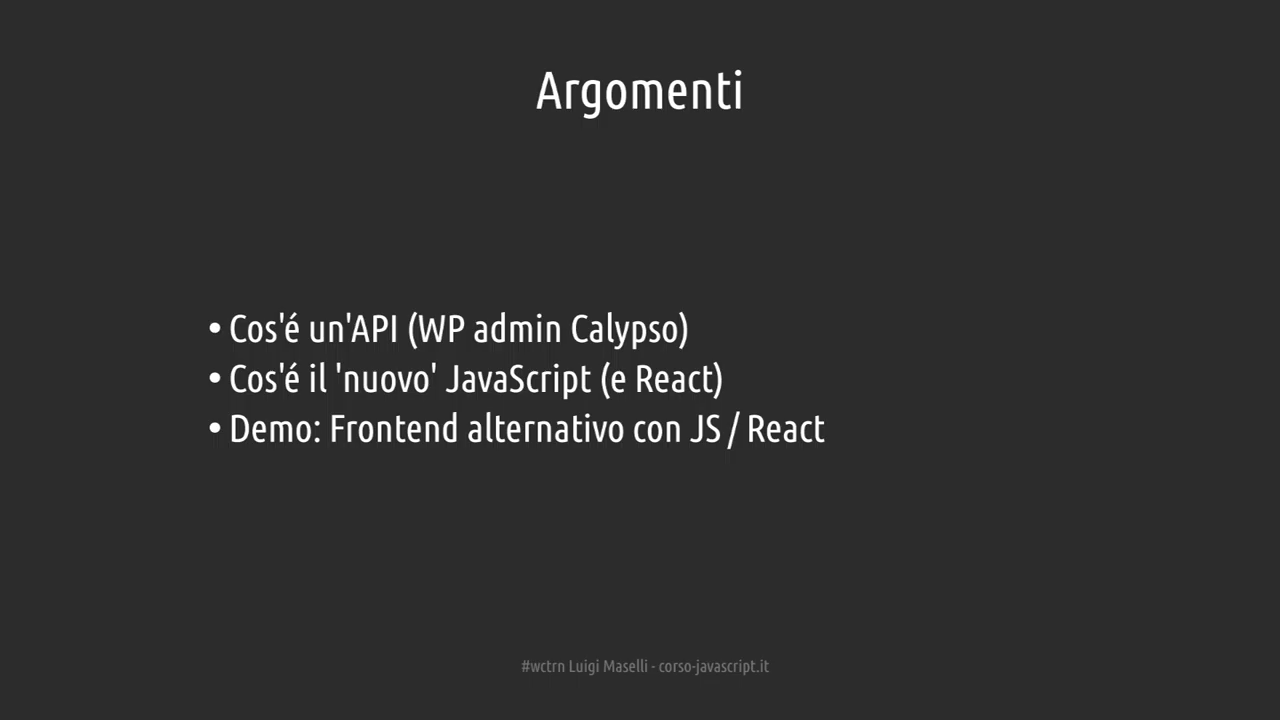 Argomenti
• Cos'é un'API (WP admin Calypso)
• Cos'é il 'nuovo' JavaScript (e React)
• Demo: Frontend alternativo con JS / React
#wctrn Luigi Maselli - corso-javascript.it